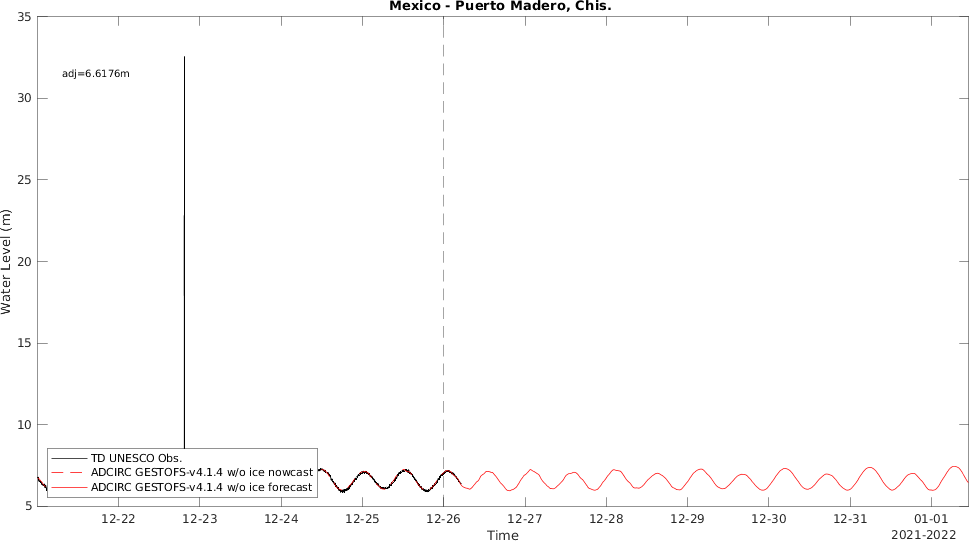 Mexico - Puerto Madero, Chis.
35
adj=6.6176m
30
25
20
15
10
5
Water Level (m)
TD UNESCO Obs.
ADCIRC GESTOFS-v4.1.4 w/o ice nowcast
ADCIRC GESTOFS-v4.1.4 w/o ice forecast
12-22 12-23 12-24 12-25 12-26 12-27 12-28 12-29 12-30 12-31 01-01
Time
2021-2022